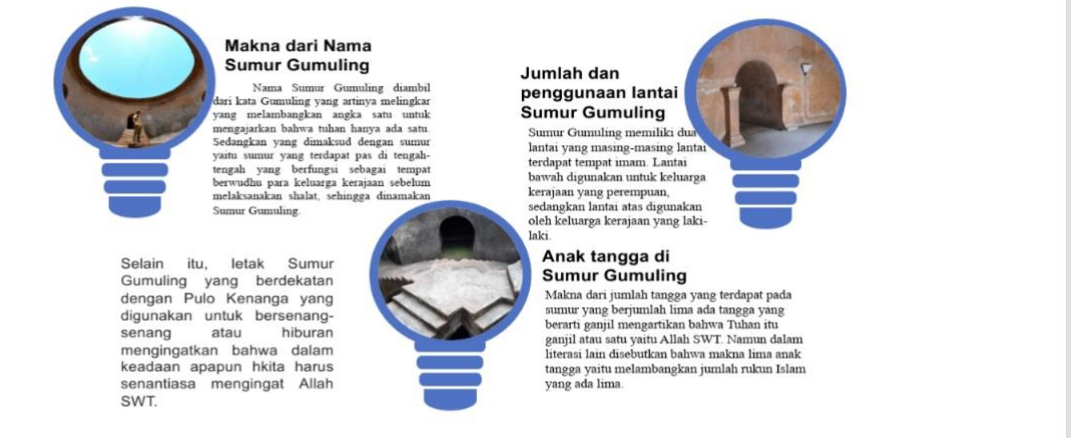 Makna dari Nama
Sumur Gumuling
Nama Sumur Gumuling diambil
dari kata Gumuling yang artinya melingkar
yang melambangkan angka satu untuk
mengajarkan bahwa tuhan hanya ada satu.
Sedangkan yang dimaksud dengan sumur
yaitu sumur yang terdapat pas di tengah-
tengah yang berfungsi sebagai tempat
berwudhu para keluarga kerajaan sebelum
melaksanakan shalat, sehingga dinamakan
Sumur Gumuling.
Selain itu, letak Sumur
Gumuling yang berdekatan
dengan Pulo Kenanga yang
digunakan untuk bersenang-
senang atau hiburan
mengingatkan bahwa dalam
keadaan apapun hkita harus
senantiasa mengingat Allah
SWT.
Jumlah dan
penggunaan lantai
Sumur Gumuling
Sumur Gumuling memiliki dua
lantai yang masing-masing lantai
terdapat tempat imam. Lantai
bawah digunakan untuk keluarga
kerajaan yang perempuan,
sedangkan lantai atas digunakan
oleh keluarga kerajaan yang laki-
laki.
Anak tangga di
Sumur Gumuling
Makna dari jumlah tangga yang terdapat pada
sumur yang berjumlah lima ada tangga yang
berarti ganjil mengartikan bahwa Tuhan itu
ganjil atau satu yaitu Allah SWT. Namun dalam
literasi lain disebutkan bahwa makna lima anak
tangga yaitu melambangkan jumlah rukun Islam
yang ada lima.